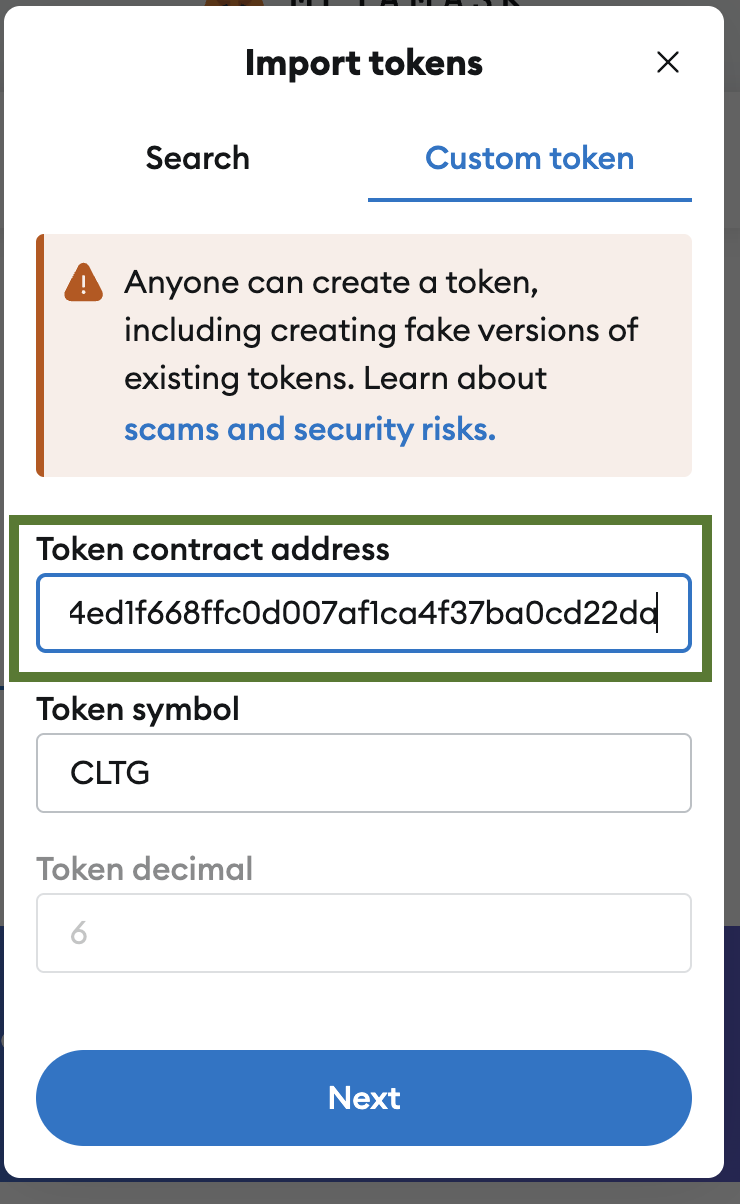 Import tokens
Search
Custom token
Anyone can create a token,
including creating fake versions of
existing tokens. Learn about
scams and security risks.
Token contract address
4ed1f668ffc0d007af1ca4f37ba0cd22da
Token symbol
CLTG
Token decimal
6
Next